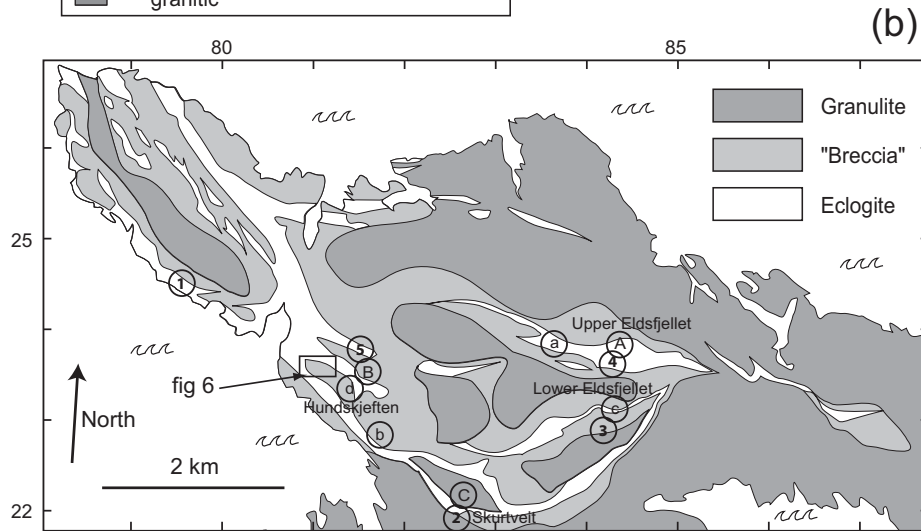 granitic
(b)
80
85
Granulite
"Breccia"
Eclogite
25
1
Upper Eldsfjellet
a
A
4
5
B
fig 6
d
Lower Eldsfjellet
Hundskjeften
c
North
b
3
2 km
C
22
2
Skurtveit